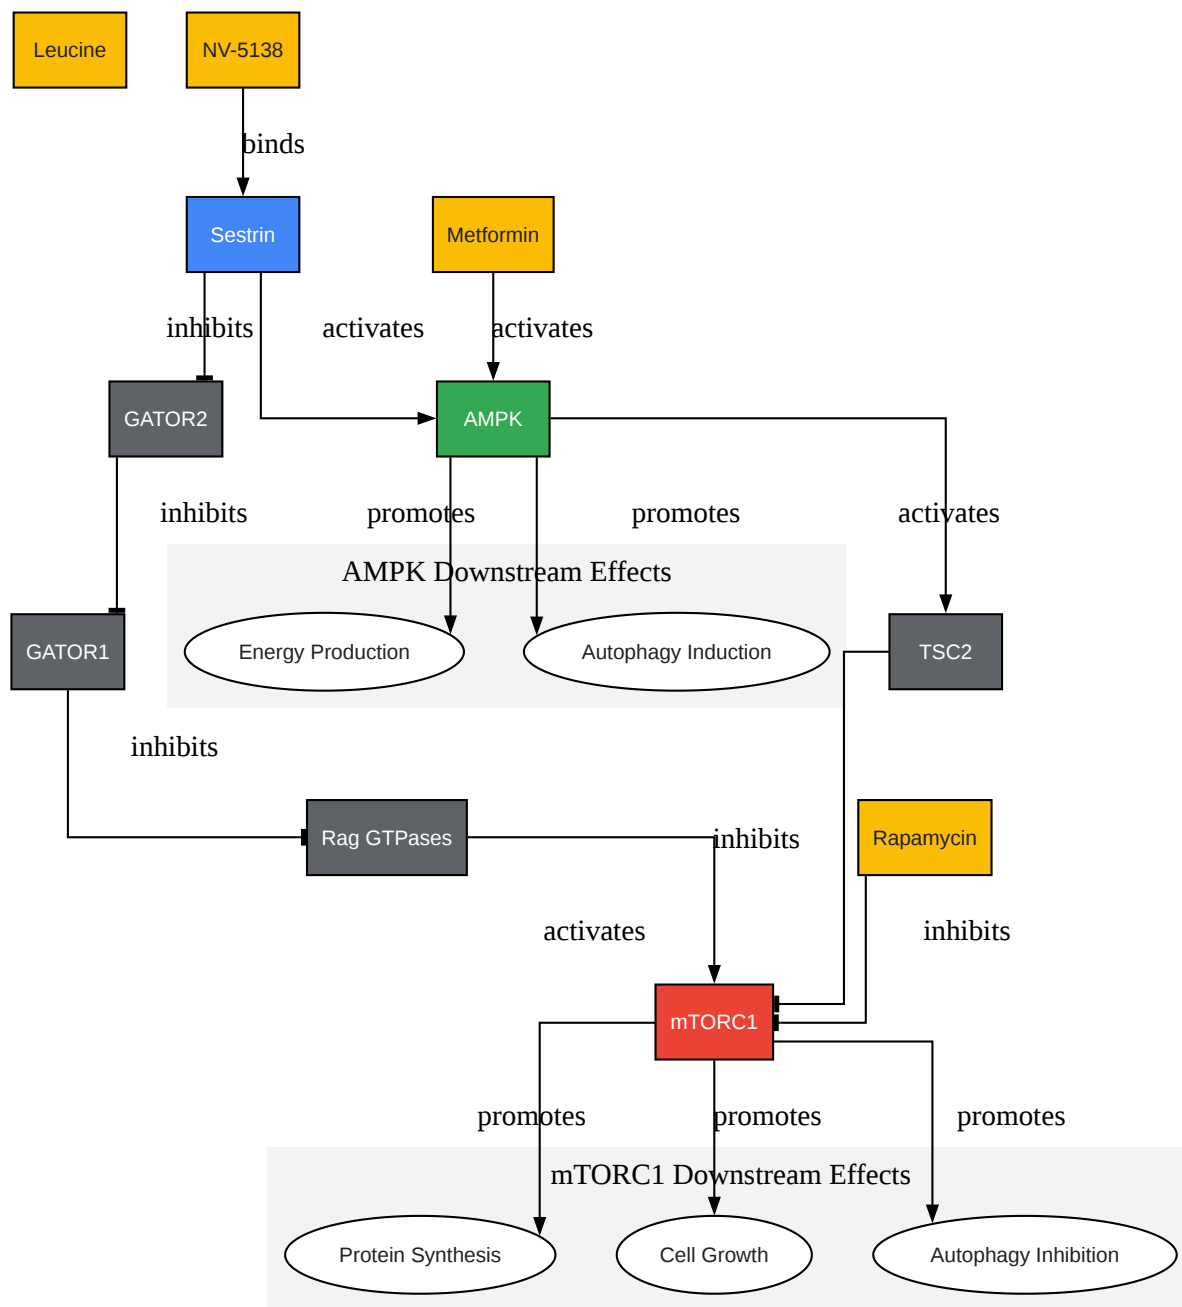 Leucine
NV-5138
binds
Sestrin
Metformin
inhibits
activates
activates
GATOR2
AMPK
inhibits
promotes
promotes
activates
AMPK Downstream Effects
GATOR1
Energy Production
Autophagy Induction
TSC2
inhibits
Rag GTPases
inhibits
Rapamycin
activates
inhibits
mTORC1
promotes
promotes
promotes
mTORC1 Downstream Effects
Protein Synthesis
Cell Growth
Autophagy Inhibition